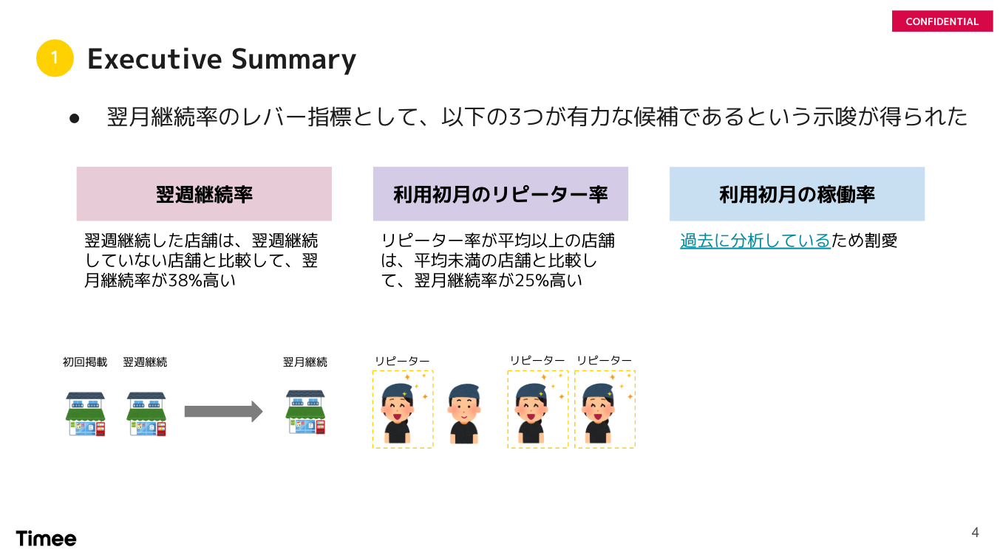 CONFIDENTIAL
1
Executive Summary
● 翌月継続率のレバー指標として、以下の3つが有力な候補であるという示唆が得られた
翌週継続率
翌週継続した店舗は、翌週継続
していない店舗と比較して、翌
月継続率が38%高い
利用初月のリピーター率
リピーター率が平均以上の店舗
は、平均未満の店舗と比較し
て、翌月継続率が25%高い
利用初月の稼働率
過去に分析しているため割愛
初回掲載
翌週継続
翌月継続
リピーター
リピーター
リピーター
Timee
4